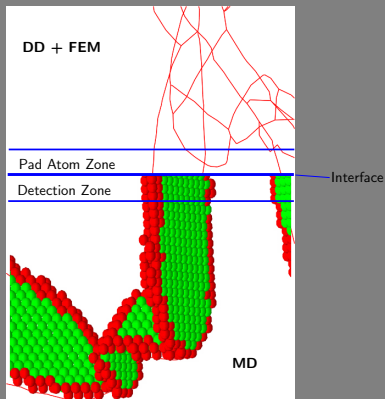 DD + FEM
Pad Atom Zone
Interface
Detection Zone
MD